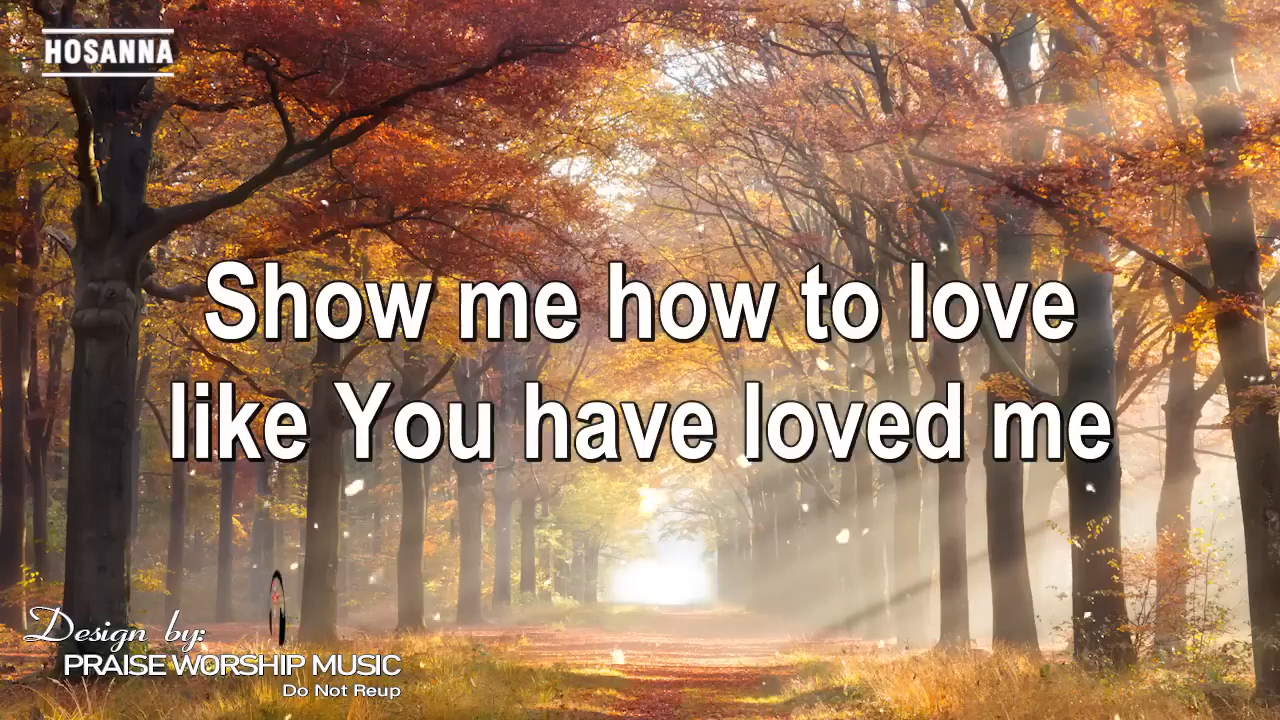 HOSANNA
Show me how to love
like You have loved me
Design by:
PRAISE WORSHIP MUSIC
Do Not Reup